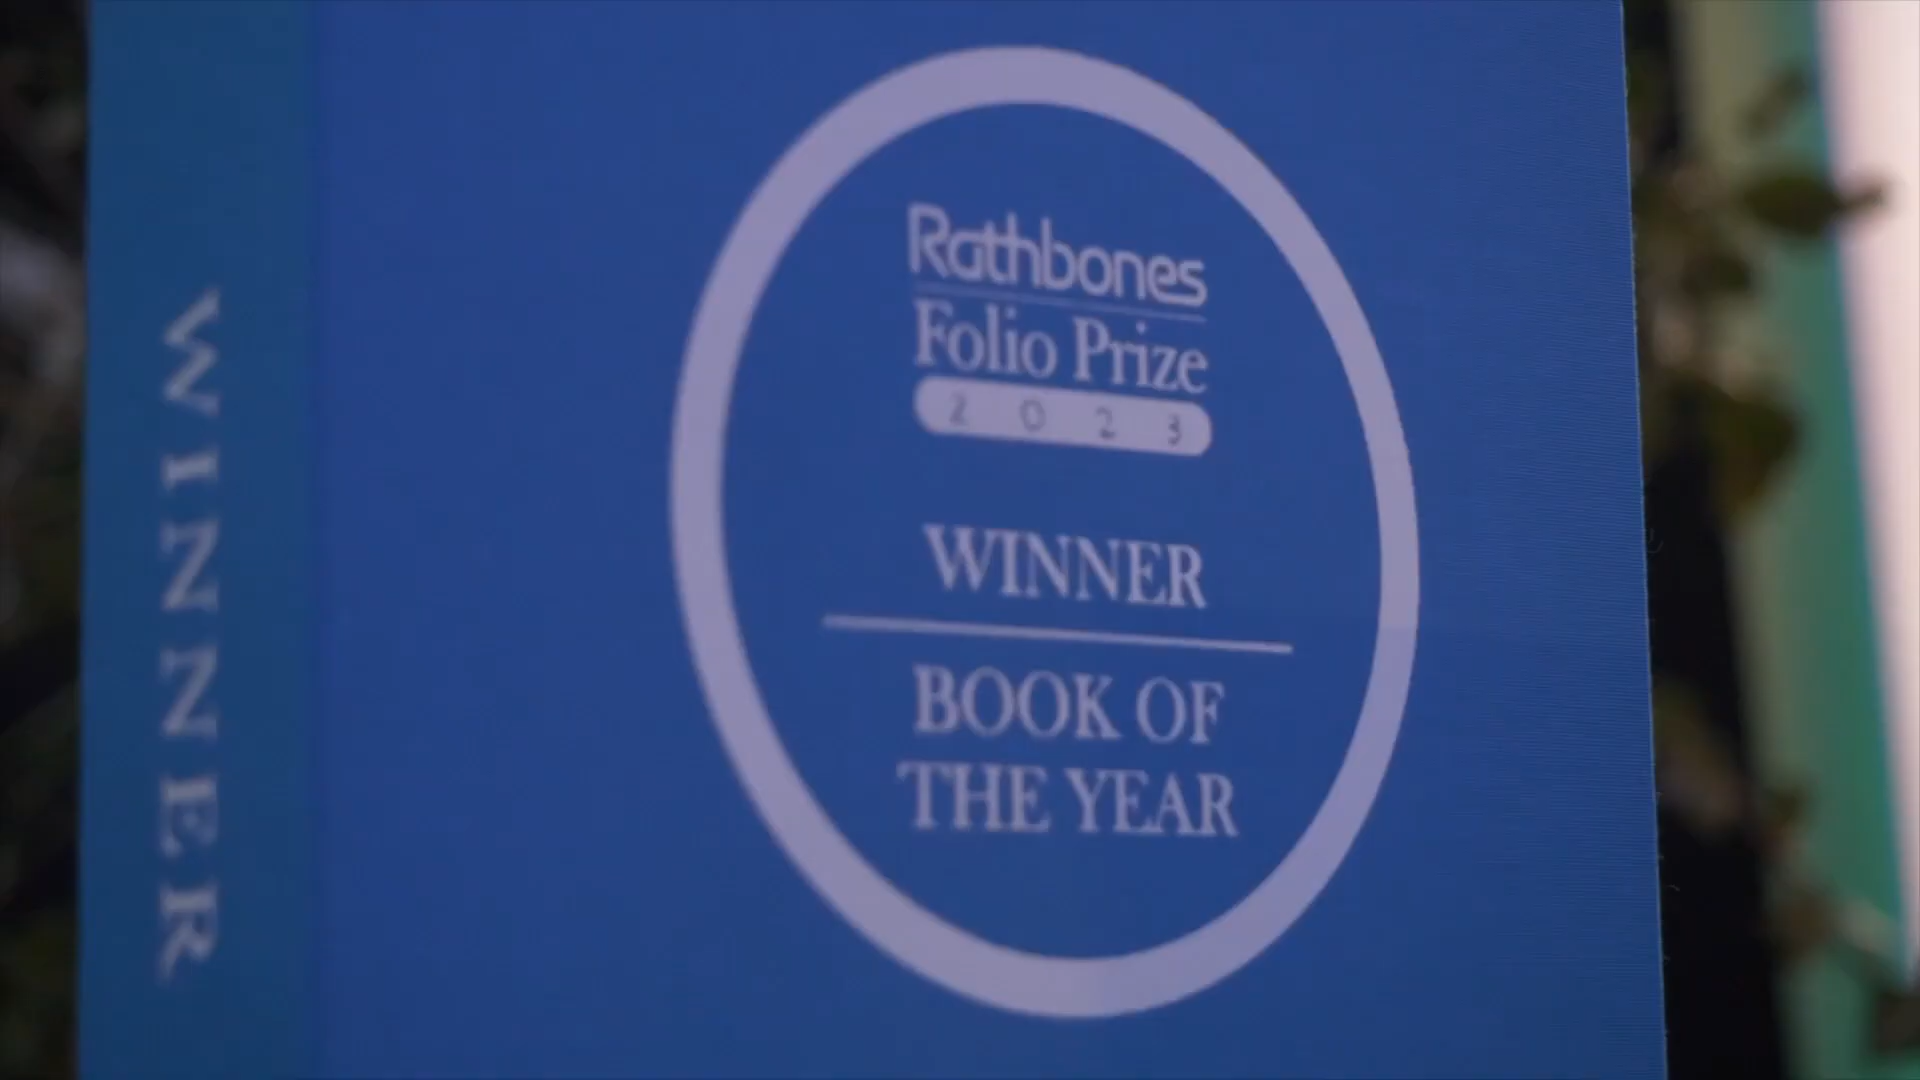 WINNER
Rathbones
Folio Prize
2023
WINNER
BOOK OF
THE YEAR